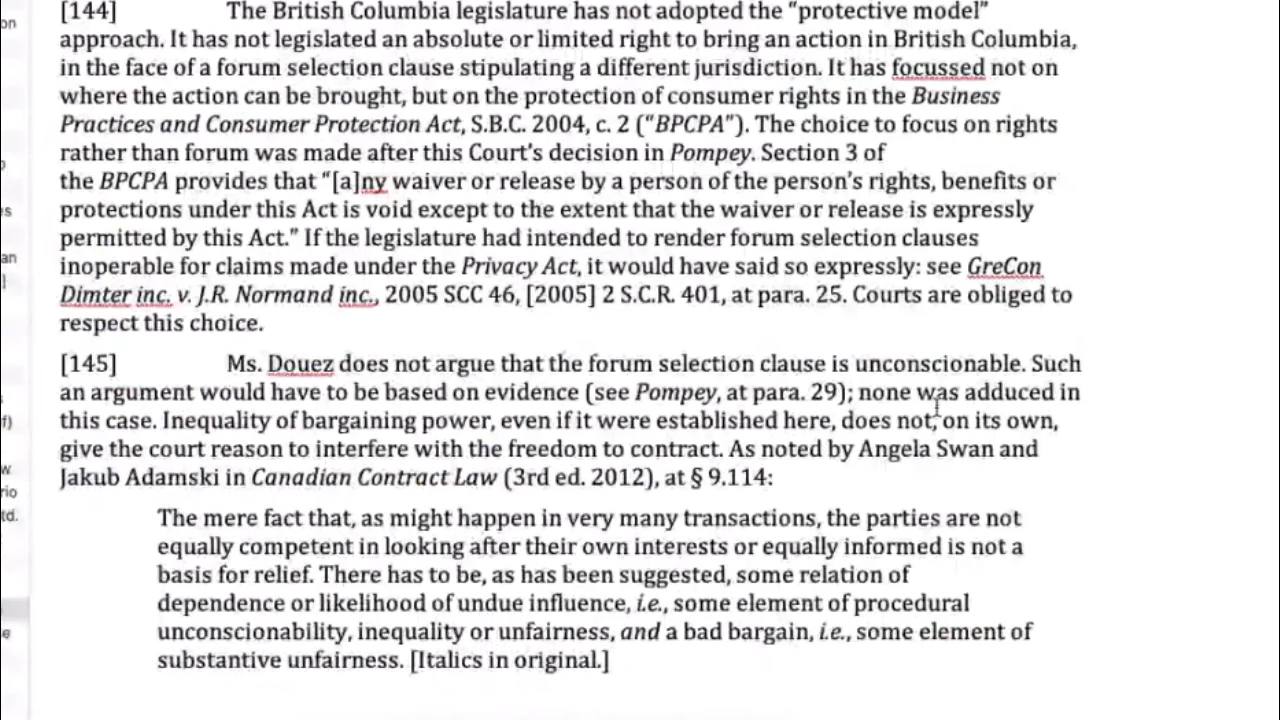 [144] The British Columbia legislature has not adopted the “protective model”
approach. It has not legislated an absolute or limited right to bring an action in British Columbia,
in the face of a forum selection clause stipulating a different jurisdiction. It has focussed not on
where the action can be brought, but on the protection of consumer rights in the Business
Practices and Consumer Protection Act, S.B.C. 2004, c. 2 (“BPCPA”). The choice to focus on rights
rather than forum was made after this Court’s decision in Pompey. Section 3 of
the BPCPA provides that “[a]ny waiver or release by a person of the person’s rights, benefits or
protections under this Act is void except to the extent that the waiver or release is expressly
permitted by this Act.” If the legislature had intended to render forum selection clauses
inoperable for claims made under the Privacy Act, it would have said so expressly: see GreCon
Dimter inc. v. J.R. Normand inc., 2005 SCC 46, [2005] 2 S.C.R. 401, at para. 25. Courts are obliged to
respect this choice.
[145] Ms. Douez does not argue that the forum selection clause is unconscionable. Such
an argument would have to be based on evidence (see Pompey, at para. 29); none was adduced in
this case. Inequality of bargaining power, even if it were established here, does not, on its own,
give the court reason to interfere with the freedom to contract. As noted by Angela Swan and
Jakub Adamski in Canadian Contract Law (3rd ed. 2012), at § 9.114:
The mere fact that, as might happen in very many transactions, the parties are not
equally competent in looking after their own interests or equally informed is not a
basis for relief. There has to be, as has been suggested, some relation of
dependence or likelihood of undue influence, i.e., some element of procedural
unconscionability, inequality or unfairness, and a bad bargain, i.e., some element of
substantive unfairness. [Italics in original.]